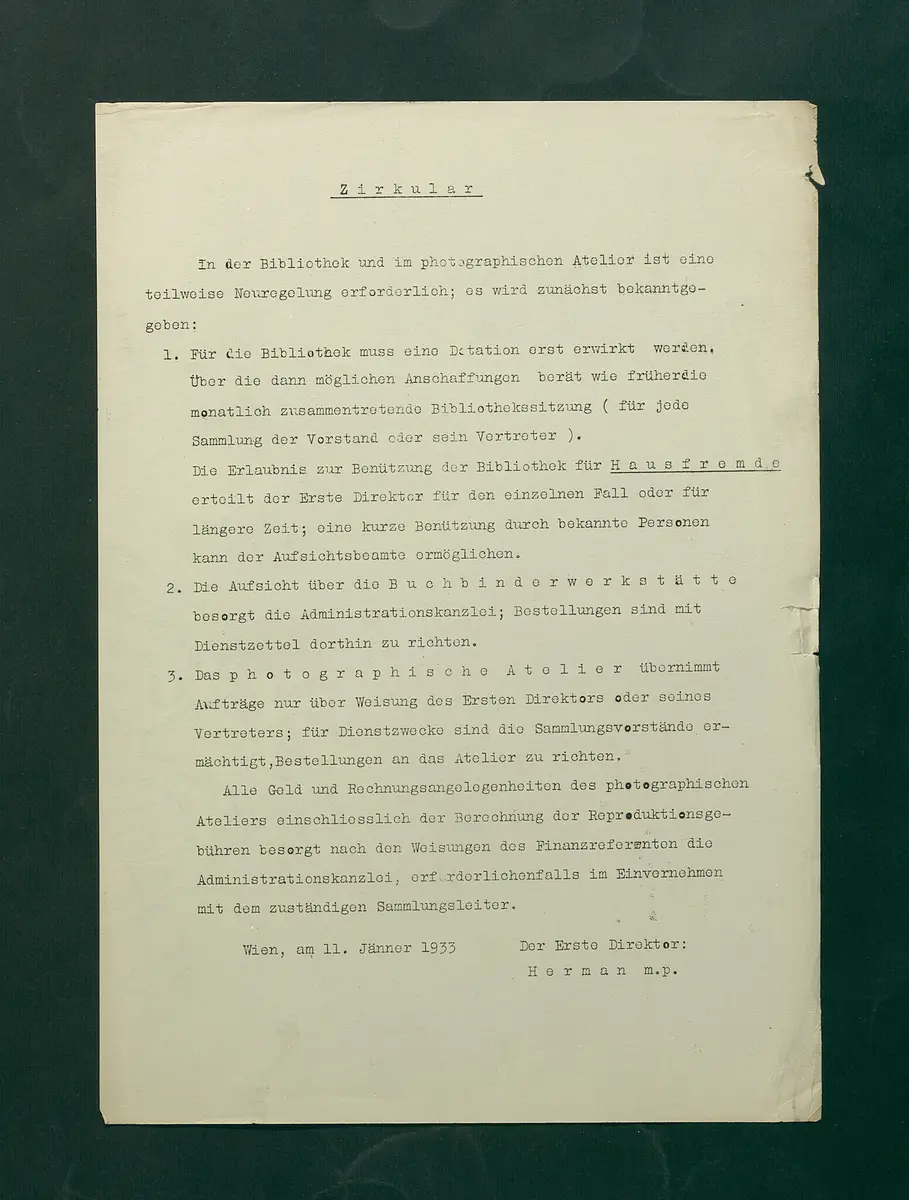 Z i r k u l a r
In der Bibliothek und im photographischen Atelier ist eine
teilweise Neuregelung erforderlich; es wird zunächst bekanntge-
geben:
1. Für die Bibliothek muss eine Dotation erst erwirkt werden.
Über die dann möglichen Anschaffungen berät wie früherdie
monatlich zusammentretende Bibliothekssitzung ( für jede
Sammlung der Vorstand oder sein Vertreter ).
Die Erlaubnis zur Benützung der Bibliothek für H a u s f r e m d e
erteilt der Erste Direktor für den einzelnen Fall oder für
längere Zeit; eine kurze Benützung durch bekannte Personen
kann der Aufsichtsbeamte ermöglichen.
2. Die Aufsicht über die B u c h b i n d e r w e r k s t ä t t e
besorgt die Administrationskanzlei; Bestellungen sind mit
Dienstzettel dorthin zu richten.
3. Das p h o t o g r a p h i s c h e A t e l i e r übernimmt
Aufträge nur über Weisung des Ersten Direktors oder seines
Vertreters; für Dienstzwecke sind die Sammlungsvorstände er-
mächtigt,Bestellungen an das Atelier zu richten.
Alle Geld und Rechnungsangelegenheiten des photographischen
Ateliers einschliesslich der Berechnung der Reproduktionsge-
bühren besorgt nach den Weisungen des Finanzreferenten die
Administrationskanzlei, erforderlichenfalls im Einvernehmen
mit dem zuständigen Sammlungsleiter.
Wien, am 11. Jänner 1933
Der Erste Direktor:
H e r m a n m.p.